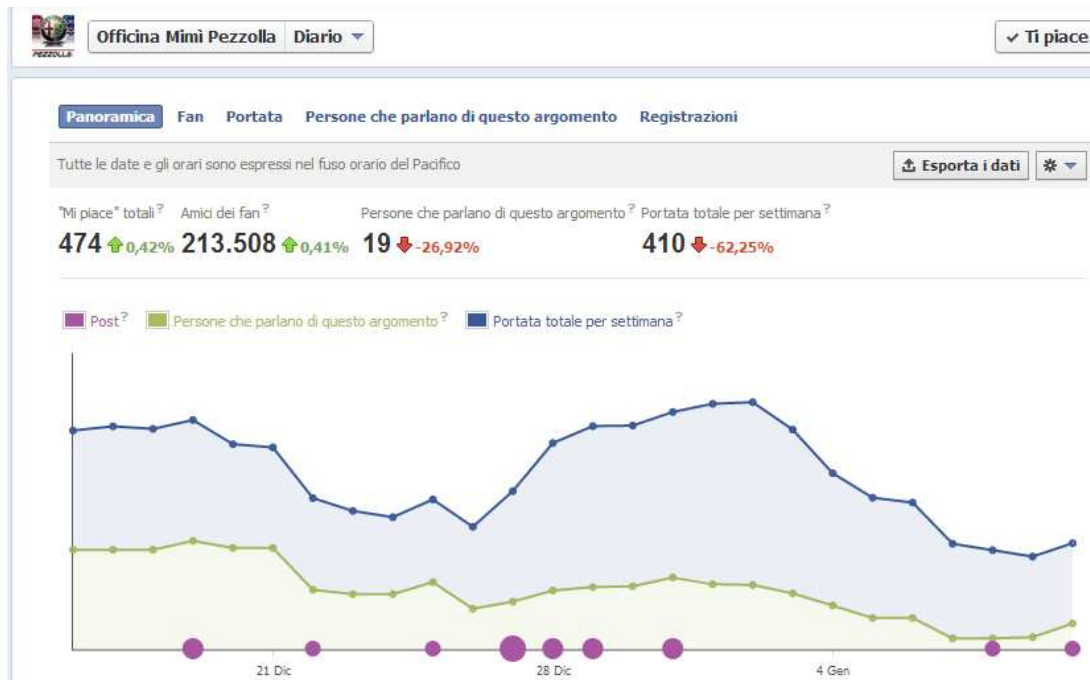 PEZZOLLA
Officina Mimì Pezzolla Diario
Ti piace
Panoramica Fan Portata Persone che parlano di questo argomento Registrazioni
Tutte le date e gli orari sono espressi nel fuso orario del Pacifico
Esporta i dati
"Mi piace" totali? Amici dei fan? Persone che parlano di questo argomento? Portata totale per settimana?
474 0,42% 213.508 0,41% 19 -26,92% 410 -62,25%
Post? Persone che parlano di questo argomento? Portata totale per settimana?
21 Dic 28 Dic 4 Gen